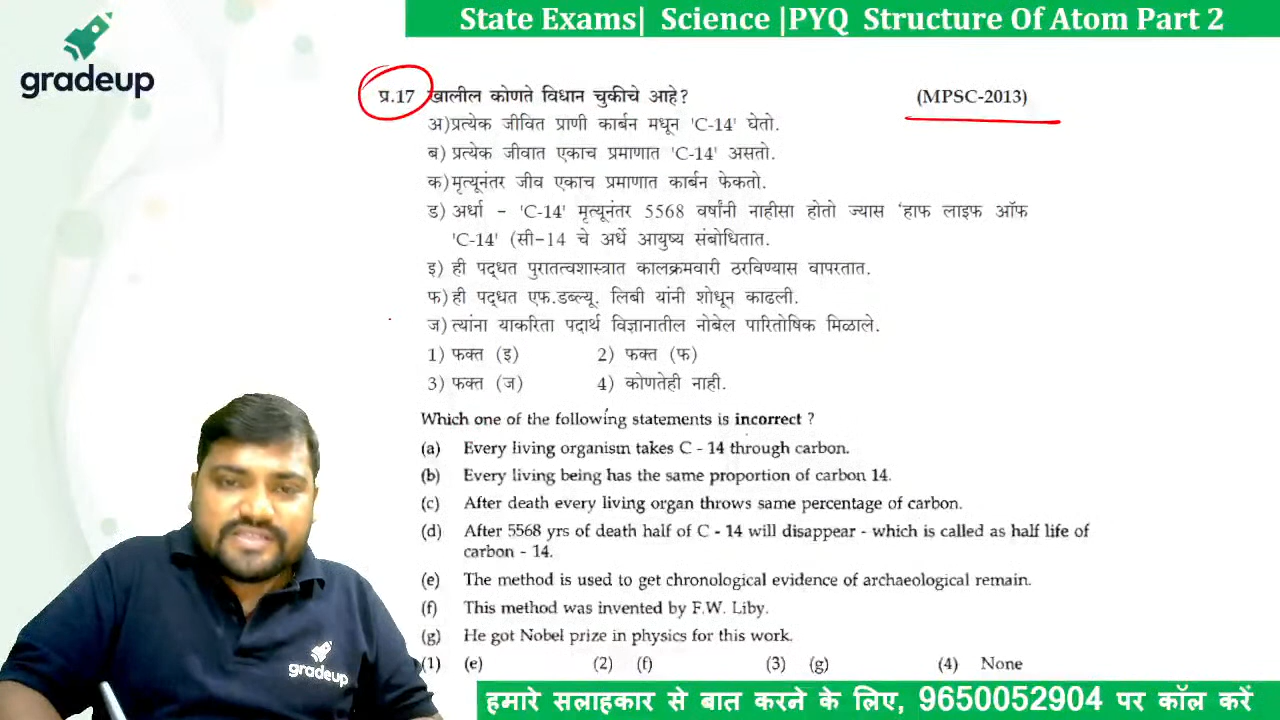 State Exams| Science |PYQ Structure Of Atom Part 2
gradeup
प्र.17 खालील कोणते विधान चुकीचे आहे? (MPSC-2013)
अ)प्रत्येक जीवित प्राणी कार्बन मधून 'C-14' घेतो.
ब) प्रत्येक जीवात एकाच प्रमाणात 'C-14' असतो.
क)मृत्यूनंतर जीव एकाच प्रमाणात कार्बन फेकतो.
ड) अर्धा - 'C-14' मृत्यूनंतर 5568 वर्षांनी नाहीसा होतो ज्यास 'हाफ लाइफ ऑफ
'C-14' (सी-14 चे अर्धे आयुष्य संबोधितात.
इ) ही पद्धत पुरातत्वशास्त्रात कालक्रमवारी ठरविण्यास वापरतात.
फ)ही पद्धत एफ.डब्ल्यू. लिबी यांनी शोधून काढली.
ज)त्यांना याकरिता पदार्थ विज्ञानातील नोबेल पारितोषिक मिळाले.
1) फक्त (इ) 2) फक्त (फ)
3) फक्त (ज) 4) कोणतेही नाही.
Which one of the following statements is incorrect ?
(a) Every living organism takes C - 14 through carbon.
(b) Every living being has the same proportion of carbon 14.
(c) After death every living organ throws same percentage of carbon.
(d) After 5568 yrs of death half of C - 14 will disappear - which is called as half life of
carbon - 14.
(e) The method is used to get chronological evidence of archaeological remain.
(f) This method was invented by F.W. Liby.
(g) He got Nobel prize in physics for this work.
(1) (e) (2) (f) (3) (g) (4) None
gradeup
हमारे सलाहकार से बात करने के लिए, 9650052904 पर कॉल करें